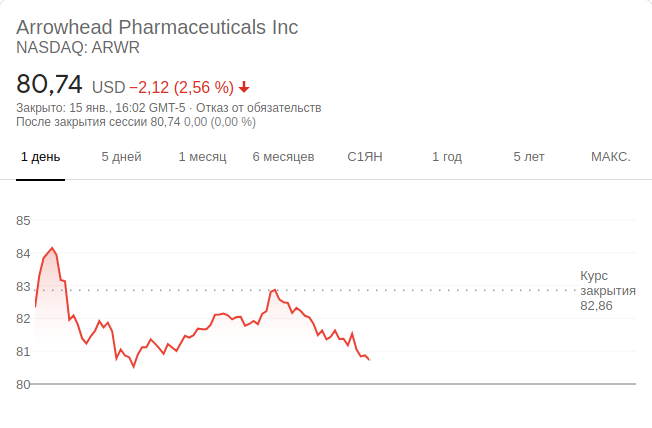 Arrowhead Pharmaceuticals Inc
NASDAQ: ARWR
80,74 USD −2,12 (2,56 %)
Закрыто: 15 янв., 16:02 GMT-5 · Отказ от обязательств
После закрытия сессии 80,74 0,00 (0,00 %)
1 день 5 дней 1 месяц 6 месяцев С1ЯН 1 год 5 лет МАКС.
85
84
83
82
81
80
Курс
закрытия
82,86